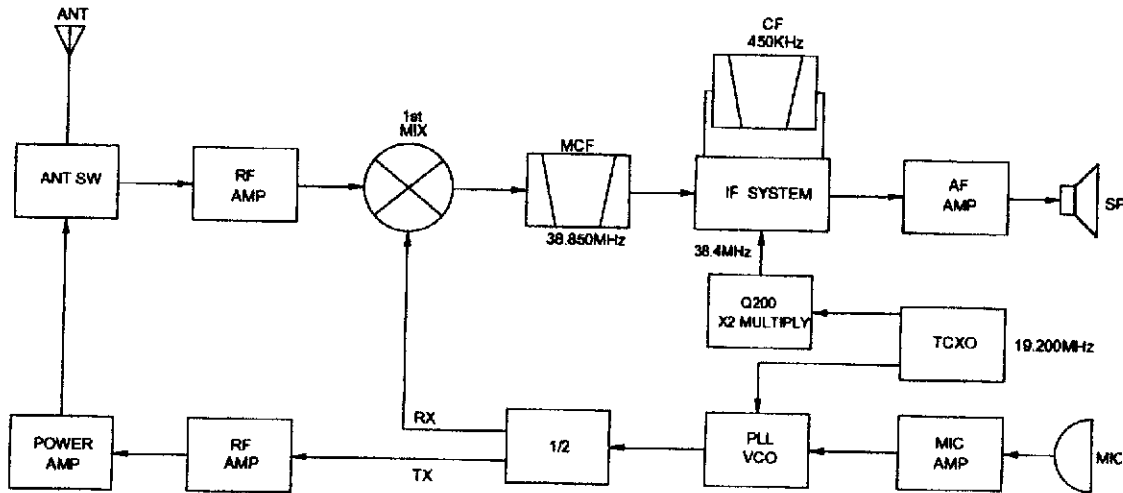 ANT
CF
450KHz
1st
MIX
MCF
ANT SW
RF
AMP
IF SYSTEM
AF
AMP
SP
38.850MHz
38.4MHz
Q200
X2 MULTIPLY
TCXO
19.200MHz
RX
POWER
AMP
RF
AMP
TX
1/2
PLL
VCO
MIC
AMP
MIC